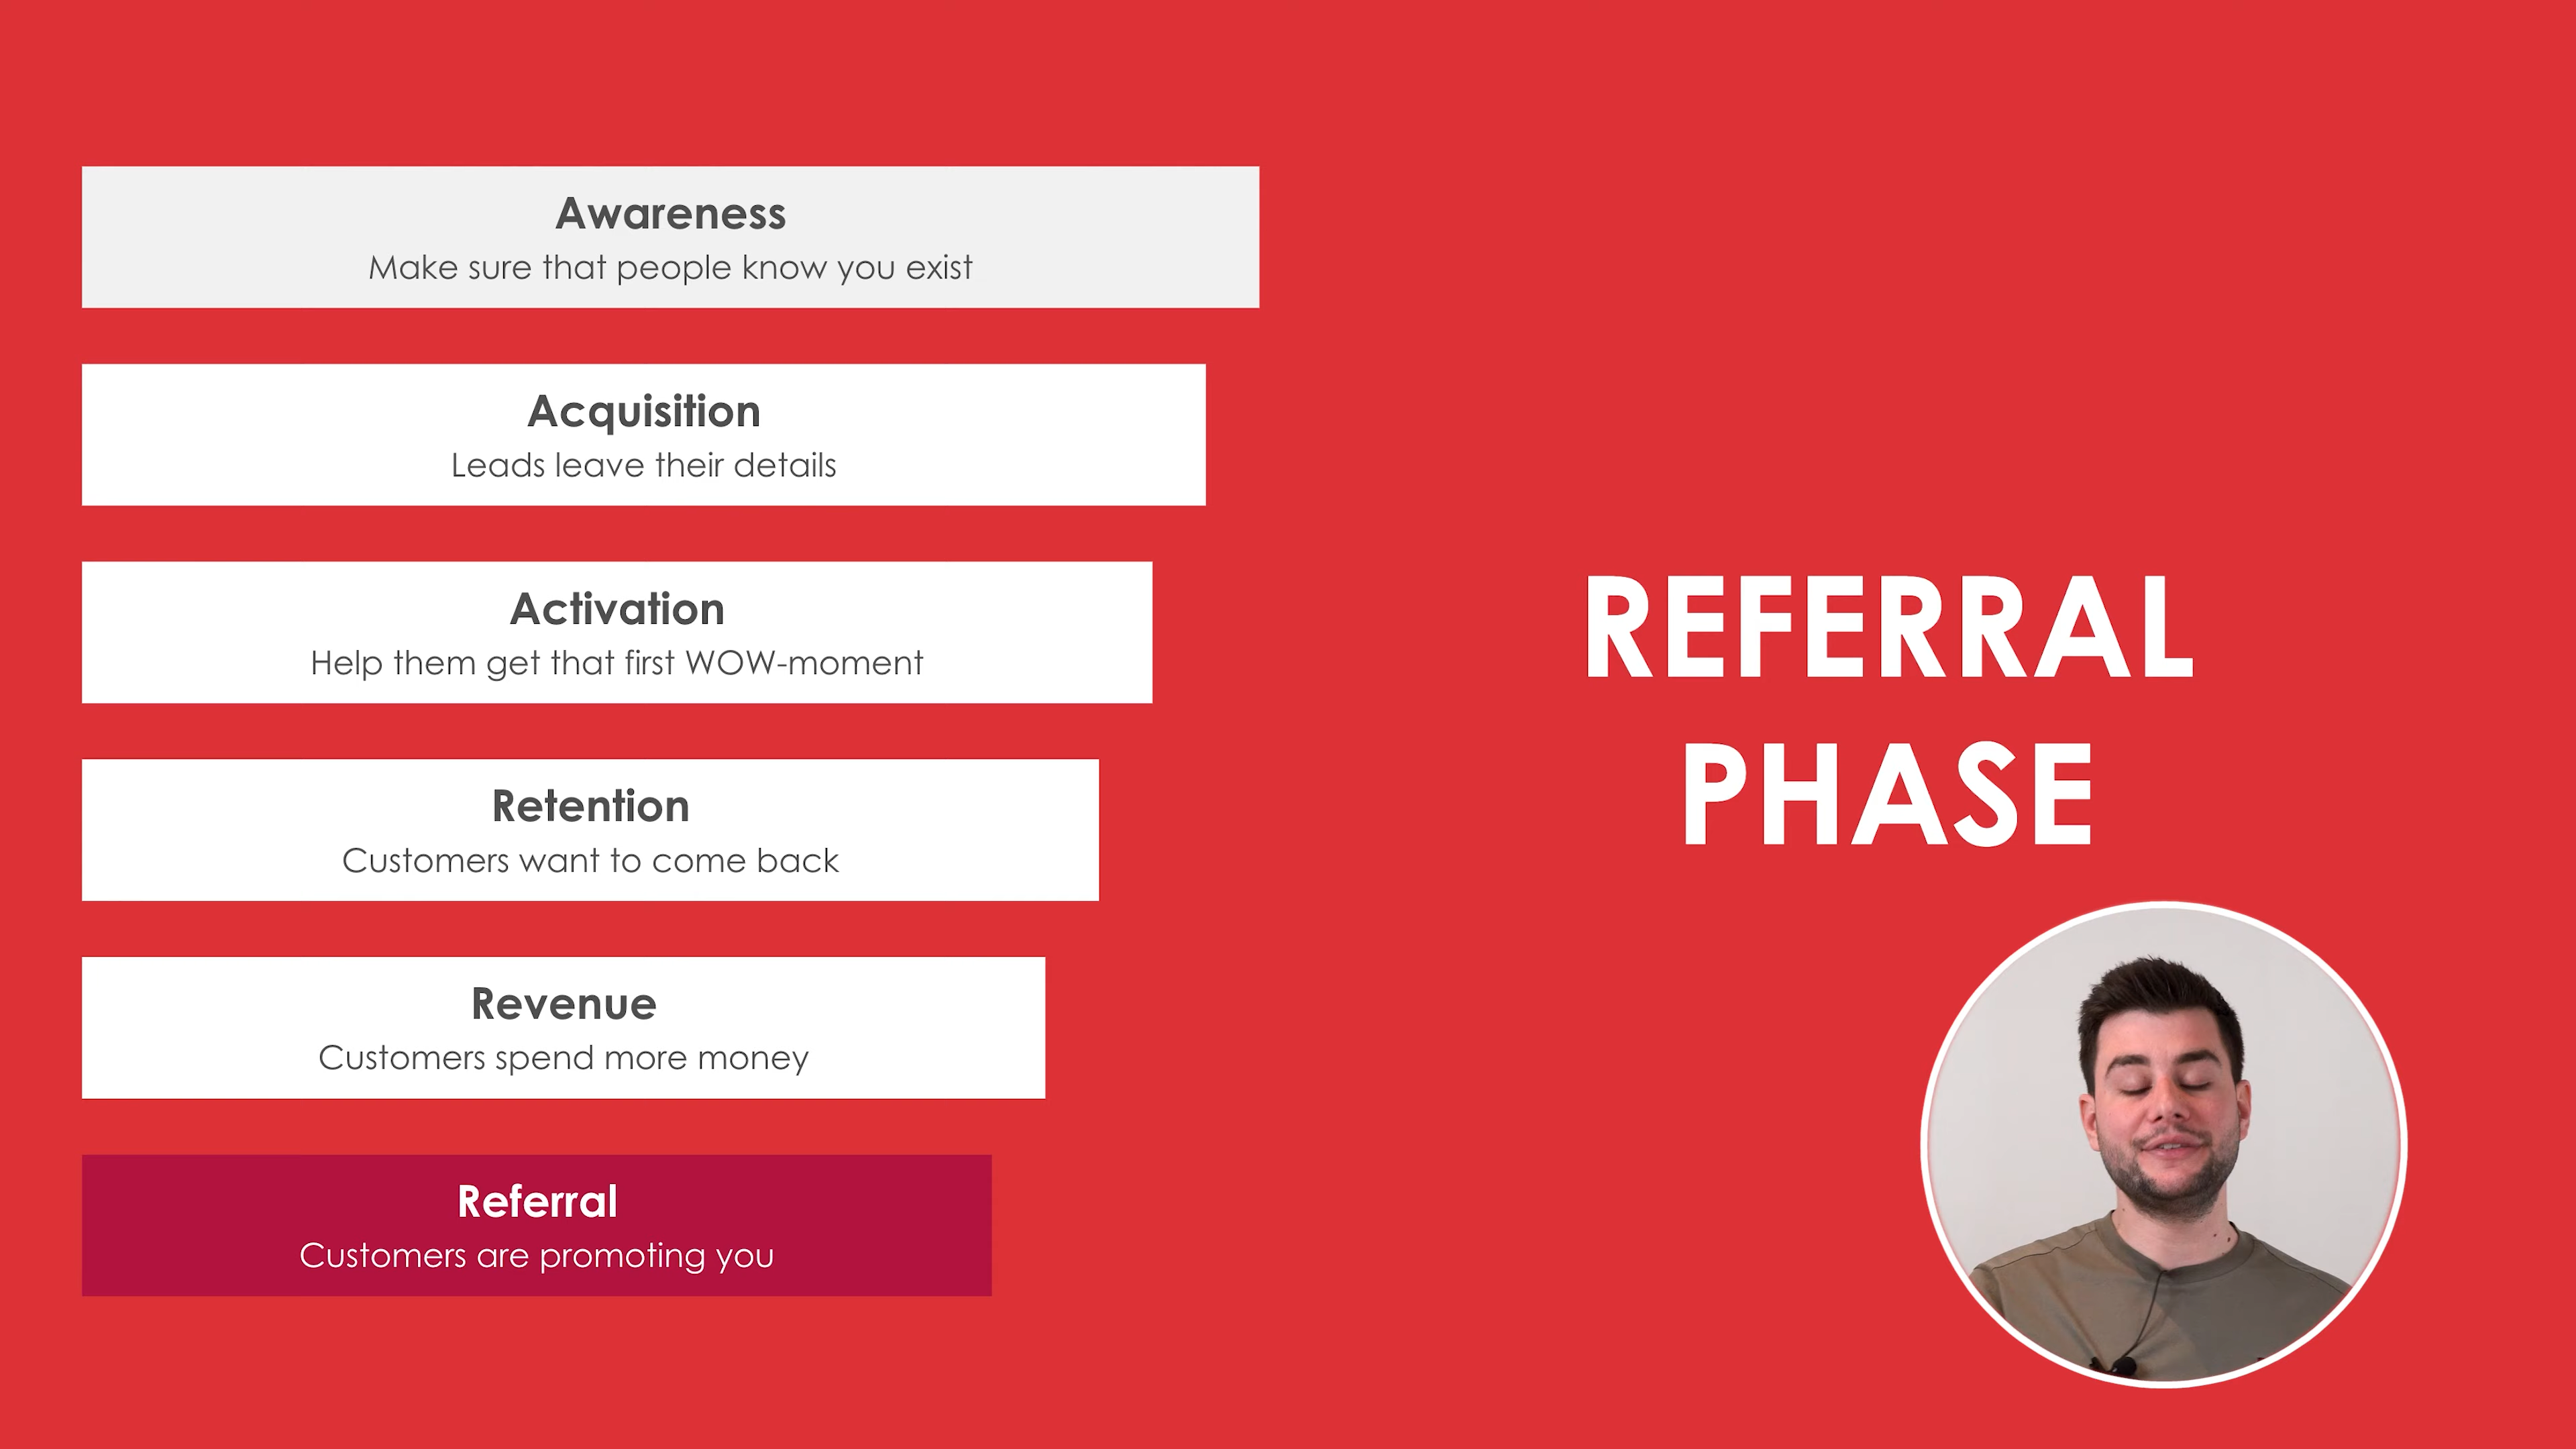 Awareness
Make sure that people know you exist
Acquisition
Leads leave their details
Activation
Help them get that first WOW-moment
Retention
Customers want to come back
Revenue
Customers spend more money
Referral
Customers are promoting you
REFERRAL
PHASE